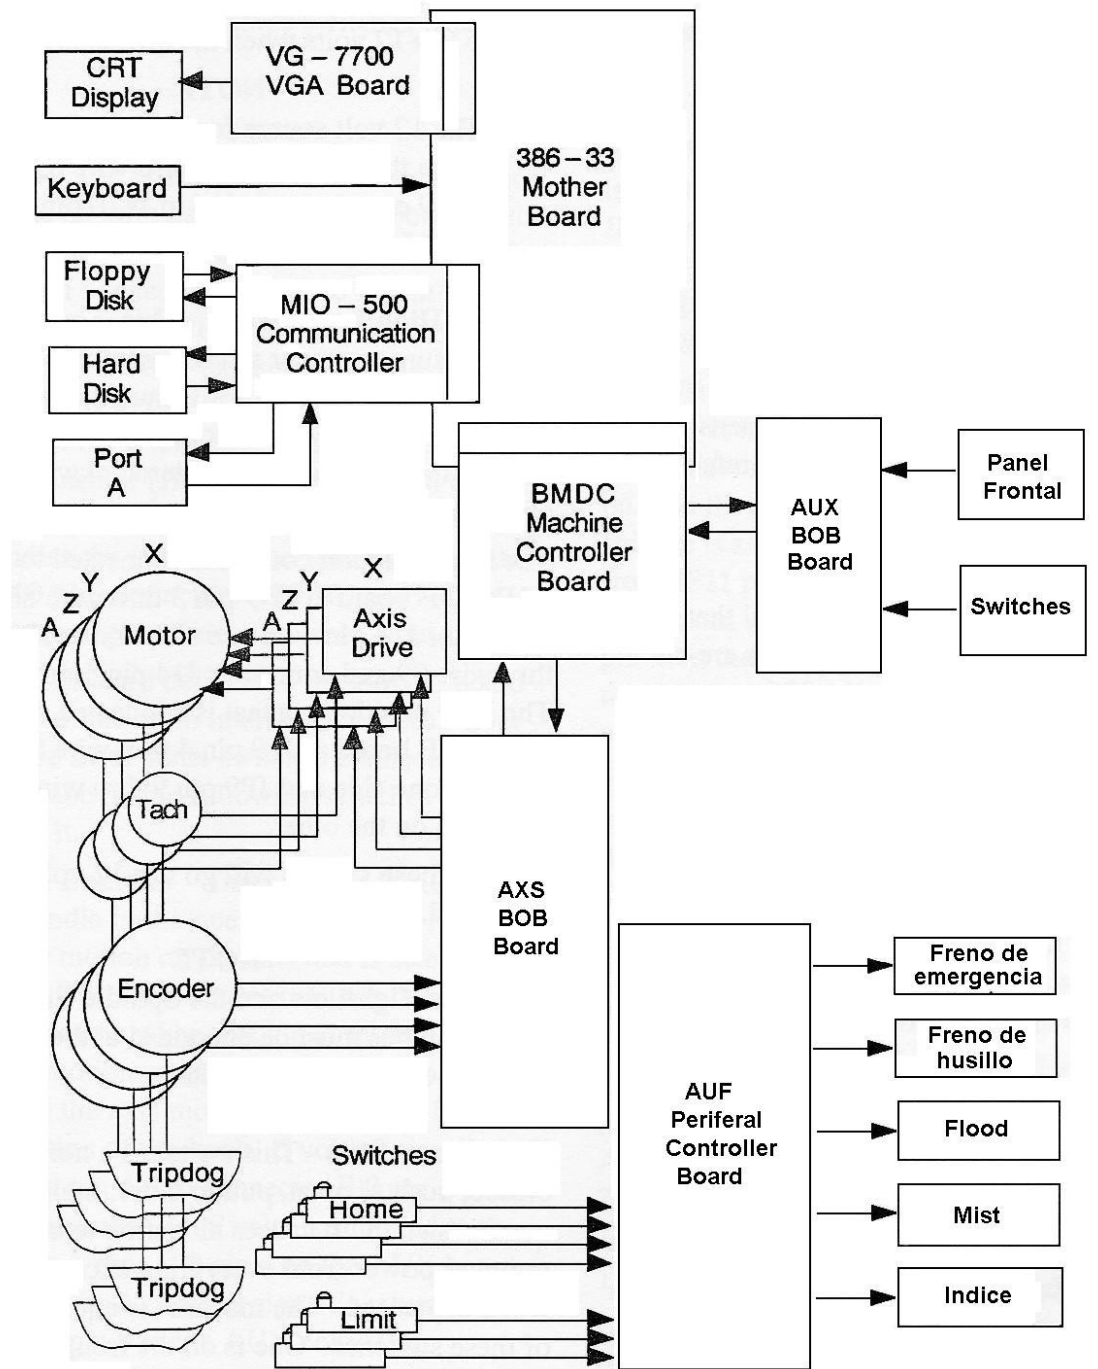 VG – 7700
VGA Board
CRT
Display
386 – 33
Mother
Board
Keyboard
Floppy
Disk
MIO – 500
Communication
Controller
Hard
Disk
Port
A
BMDC
Machine
Controller
Board
AUX
BOB
Board
Panel
Frontal
Switches
X
Y
Z
A
Motor
X
Y
Z
A
Axis
Drive
Tach
AXS
BOB
Board
Encoder
AUF
Periferal
Controller
Board
Freno de
emergencia
Freno de
husillo
Flood
Mist
Indice
Tripdog
Switches
Home
Tripdog
Limit